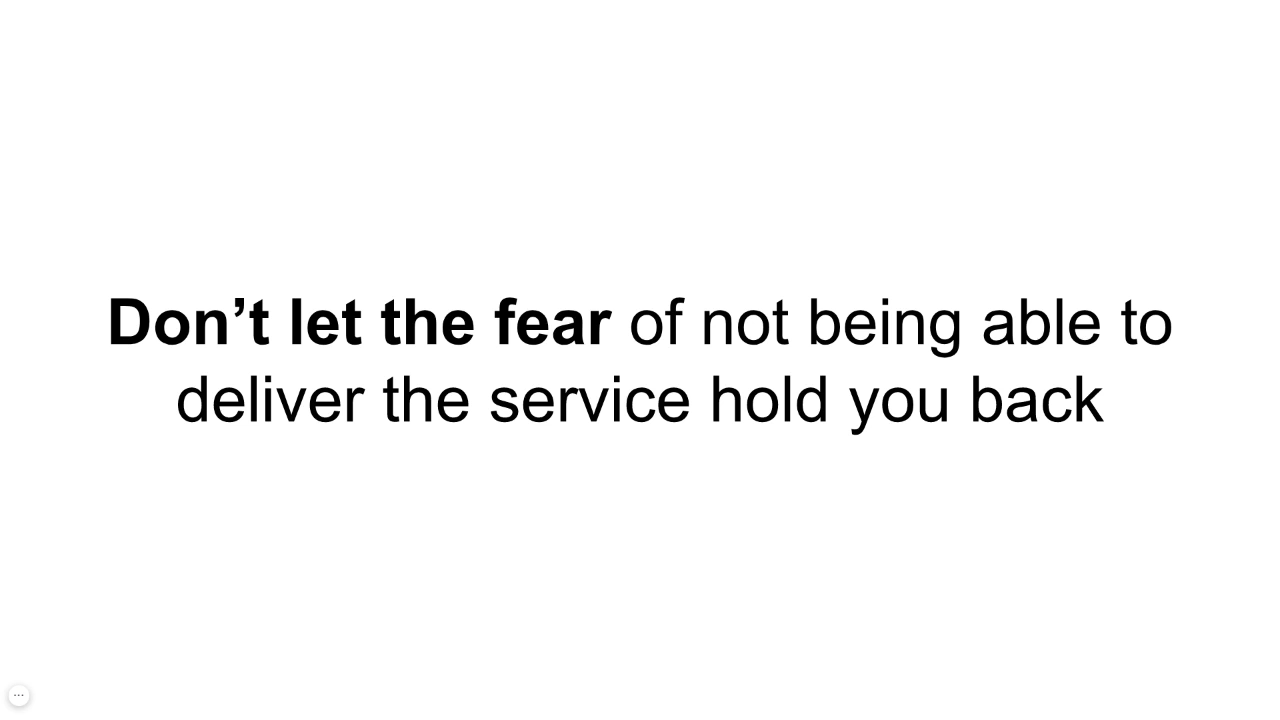 Don’t let the fear of not being able to
deliver the service hold you back